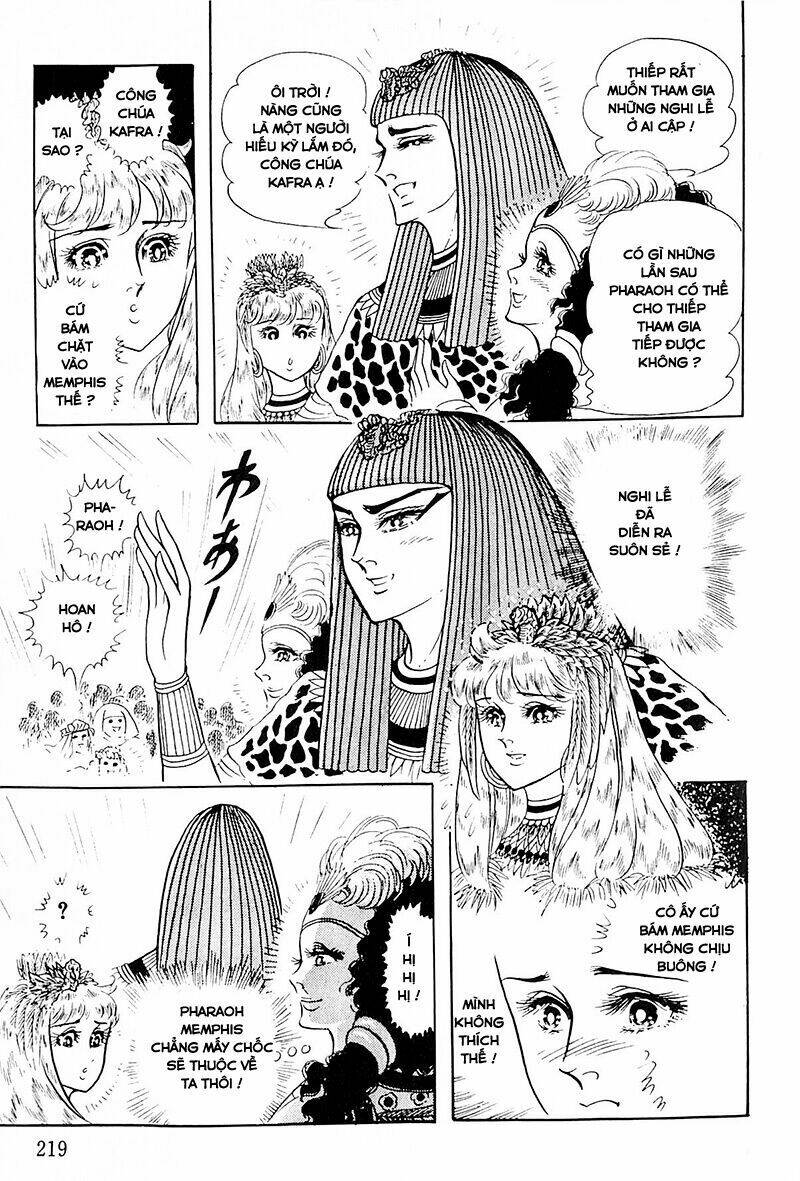 THIẾP RẤT
MUỐN THAM GIA
NHỮNG NGHI LỄ
Ở AI CẬP !
ÔI TRỜI !
NÀNG CŨNG
LÀ MỘT NGƯỜI
HIẾU KỲ LẮM ĐÓ,
CÔNG CHÚA
KAFRA Ạ !
CÓ GÌ NHỮNG
LẦN SAU
PHARAOH CÓ THỂ
CHO THIẾP
THAM GIA
TIẾP ĐƯỢC
KHÔNG ?
CÔNG
CHÚA
KAFRA !
TẠI
SAO ?
CỨ
BÁM
CHẶT
VÀO
MEMPHIS
THẾ ?
NGHI LỄ
ĐÃ
DIỄN RA
SUÔN SẺ !
わあー
PHA-
RAOH !
HOAN
HÔ !
CÔ ẤY CỨ
BÁM MEMPHIS
KHÔNG CHỊU
BUÔNG !
MÌNH
KHÔNG
THÍCH
THẾ !
Í
HỊ
HỊ
HỊ !
PHARAOH
MEMPHIS
CHẲNG MẤY CHỐC
SẼ THUỘC VỀ
TA THÔI !
?
219